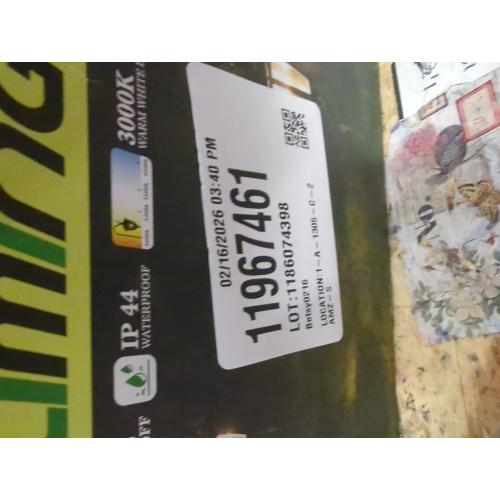 3000K
WARM WHITE
IP 44
WATERPROOF
02/16/2026 03:40 PM
11967461
LOT:1186074398
Betsy0216
LOCATION:1-A-1305-C-2
AMZ-S